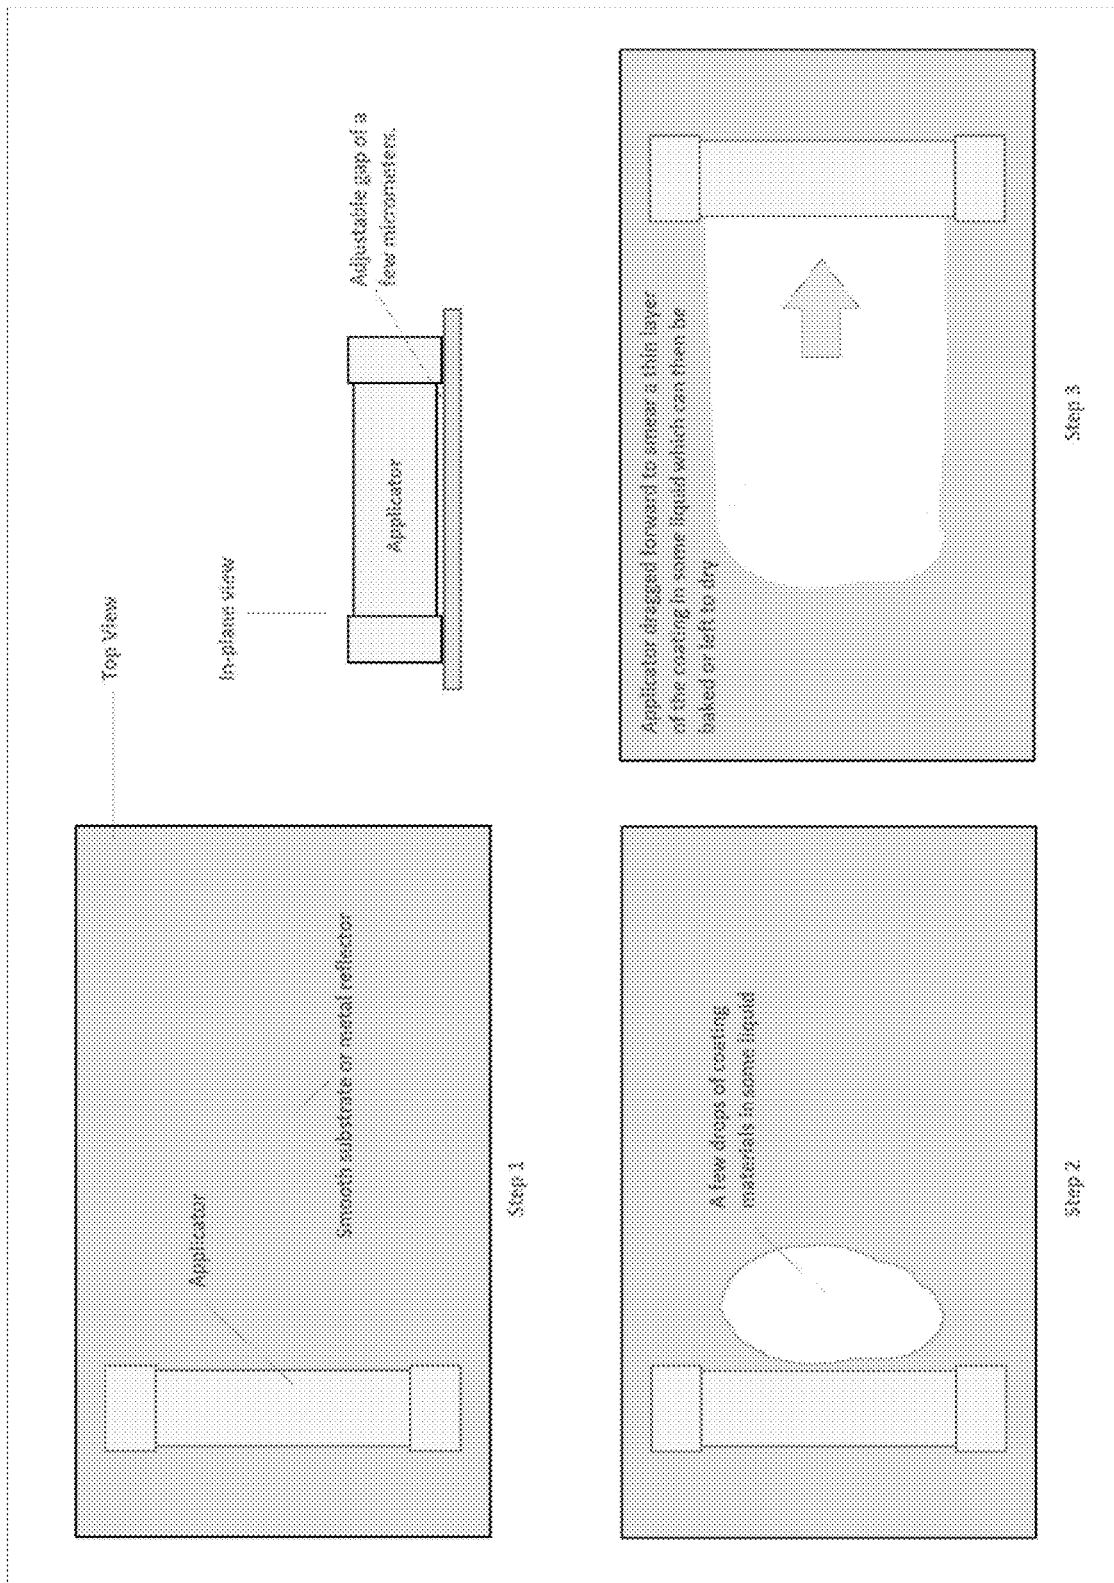 Top View
In-plane view
Applicator
Smooth substrate or metal reflector
Step 1
Applicator
Adjustable gap of a
few micrometers.
A few drops of coating
materials in some liquid
Step 2
Applicator dragged forward to smear a thin layer
of the coating in some liquid which can then be
baked or left to dry
Step 3